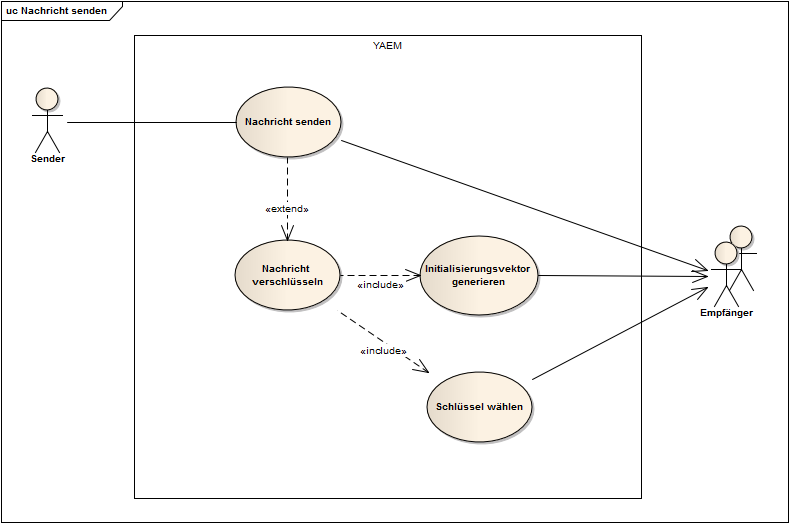 uc Nachricht senden
YAEM
Nachricht senden
Sender
«extend»
Nachricht
verschlüsseln
«include»
Initialisierungsvektor
generieren
Empfänger
«include»
Schlüssel wählen